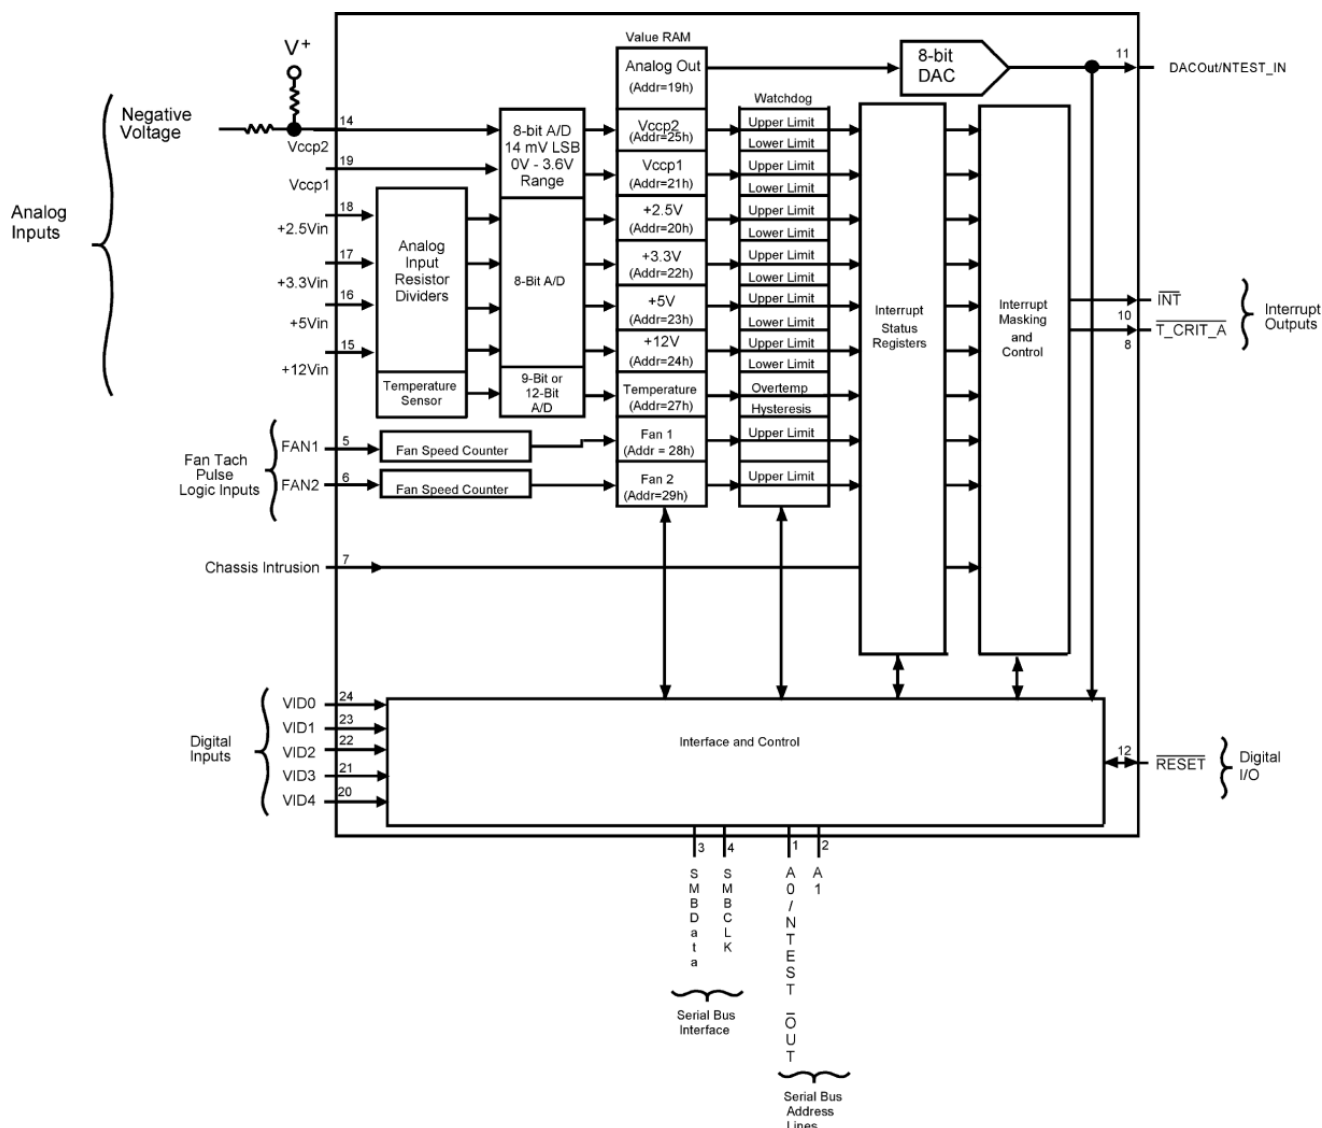 V+
Analog
Inputs
Negative
Voltage
14
Vccp2
19
Vccp1
18
+2.5Vin
17
+3.3Vin
16
+5Vin
15
+12Vin
Analog
Input
Resistor
Dividers
Temperature
Sensor
8-bit A/D
14 mV LSB
0V - 3.6V
Range
8-Bit A/D
9-Bit or
12-Bit
A/D
Value RAM
Analog Out
(Addr=19h)
Vccp2
(Addr=25h)
Vccp1
(Addr=21h)
+2.5V
(Addr=20h)
+3.3V
(Addr=22h)
+5V
(Addr=23h)
+12V
(Addr=24h)
Temperature
(Addr=27h)
Fan 1
(Addr = 28h)
Fan 2
(Addr=29h)
Watchdog
Upper Limit
Lower Limit
Upper Limit
Lower Limit
Upper Limit
Lower Limit
Upper Limit
Lower Limit
Upper Limit
Lower Limit
Upper Limit
Lower Limit
Overtemp
Hysteresis
Upper Limit
Upper Limit
8-bit
DAC
11
DACOut/NTEST_IN
Interrupt
Status
Registers
Interrupt
Masking
and
Control
INT
10
T_CRIT_A
8
Interrupt
Outputs
Fan Tach
Pulse
Logic Inputs
FAN1
5
Fan Speed Counter
FAN2
6
Fan Speed Counter
Chassis Intrusion
7
Digital
Inputs
VID0
24
VID1
23
VID2
22
VID3
21
VID4
20
Interface and Control
12
RESET
Digital
I/O
3
SMBData
4
SMBCLK
1
A0/NTEST_OUT
2
A1
Serial Bus
Interface
Serial Bus
Address
Lines